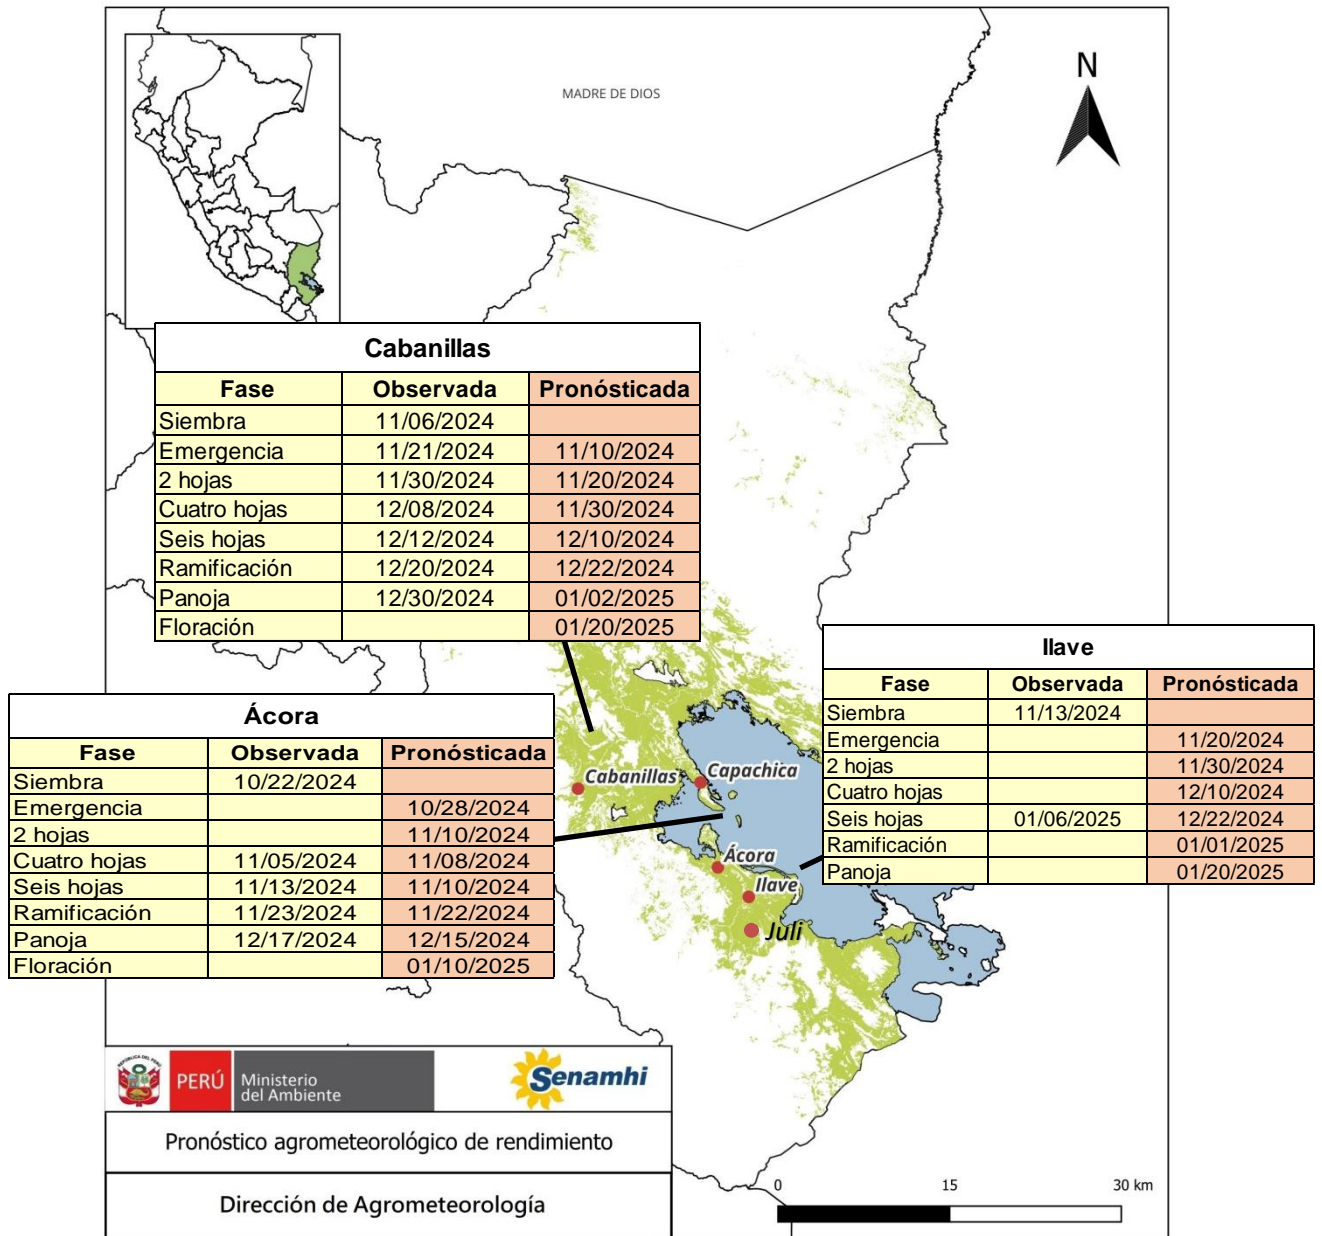 MADRE DE DIOS
N
Cabanillas
Fase Observada Pronósticada
Siembra 11/06/2024
Emergencia 11/21/2024 11/10/2024
2 hojas 11/30/2024 11/20/2024
Cuatro hojas 12/08/2024 11/30/2024
Seis hojas 12/12/2024 12/10/2024
Ramificación 12/20/2024 12/22/2024
Panoja 12/30/2024 01/02/2025
Floración 01/20/2025
Ilave
Fase Observada Pronósticada
Siembra 11/13/2024
Emergencia 11/20/2024
2 hojas 11/30/2024
Cuatro hojas 12/10/2024
Seis hojas 01/06/2025 12/22/2024
Ramificación 01/01/2025
Panoja 01/20/2025
Ácora
Fase Observada Pronósticada
Siembra 10/22/2024
Emergencia 10/28/2024
2 hojas 11/10/2024
Cuatro hojas 11/05/2024 11/08/2024
Seis hojas 11/13/2024 11/10/2024
Ramificación 11/23/2024 11/22/2024
Panoja 12/17/2024 12/15/2024
Floración 01/10/2025
Cabanillas
Capachica
Ácora
Ilave
Juli
REPÚBLICA DEL PERÚ
PERÚ
Ministerio
del Ambiente
Senamhi
Pronóstico agrometeorológico de rendimiento
Dirección de Agrometeorología
0 15 30 km